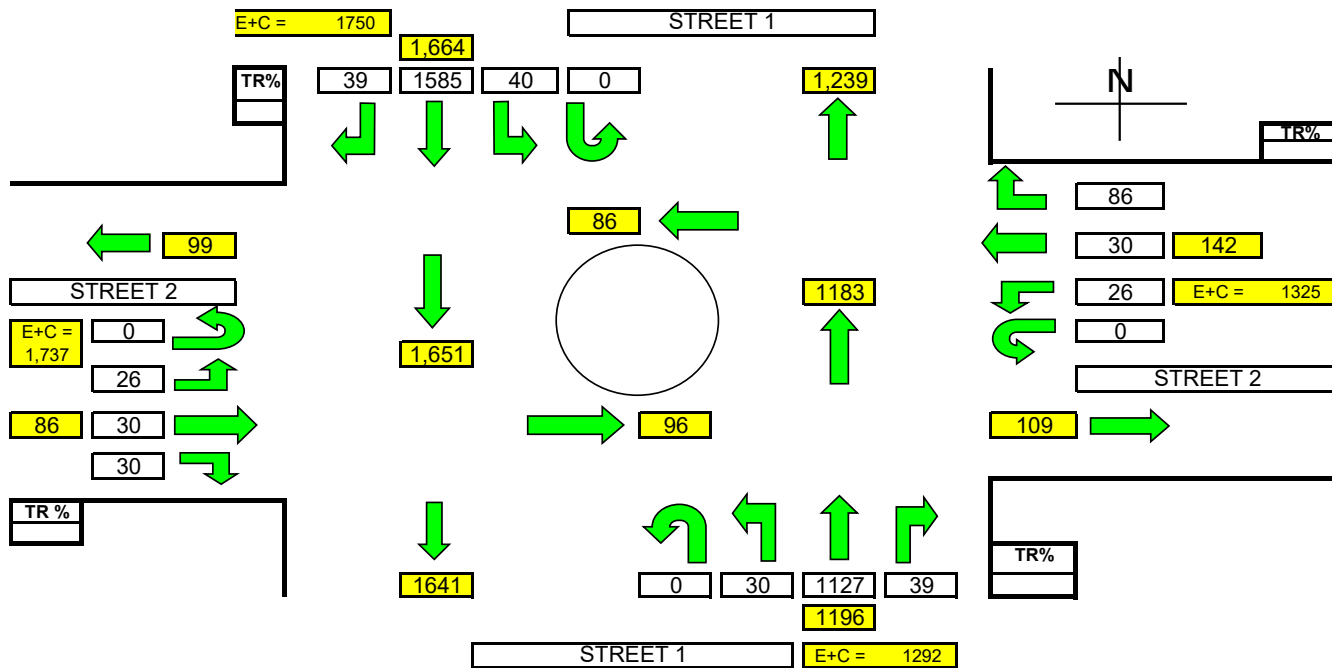 E+C = 1750
STREET 1
1,664
TR%
39 1585 40 0
1,239
N
TR%
86
86
99
30 142
STREET 2
26 E+C = 1325
1183
E+C =
1,737
0
0
1,651
26
STREET 2
86 30
96
109
30
TR %
TR%
1641
0 30 1127 39
1196
STREET 1
E+C = 1292